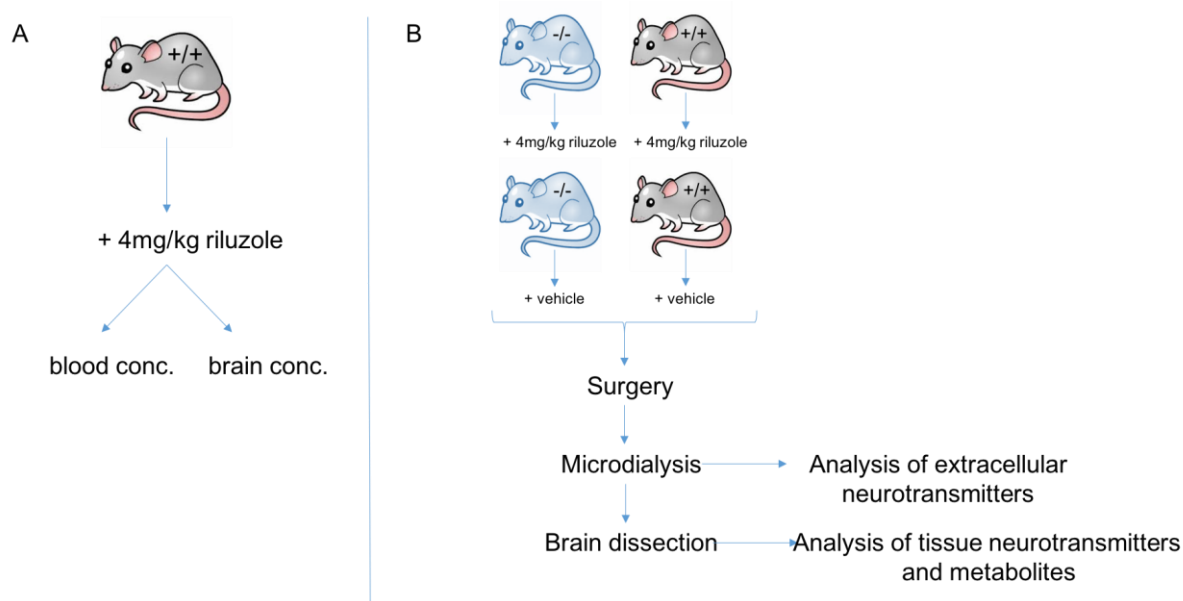 A
+/+
+ 4mg/kg riluzole
blood conc. brain conc.
B
-/- +/+
+ 4mg/kg riluzole + 4mg/kg riluzole
-/- +/+
+ vehicle + vehicle
Surgery
Microdialysis
Analysis of extracellular
neurotransmitters
Brain dissection
Analysis of tissue neurotransmitters
and metabolites